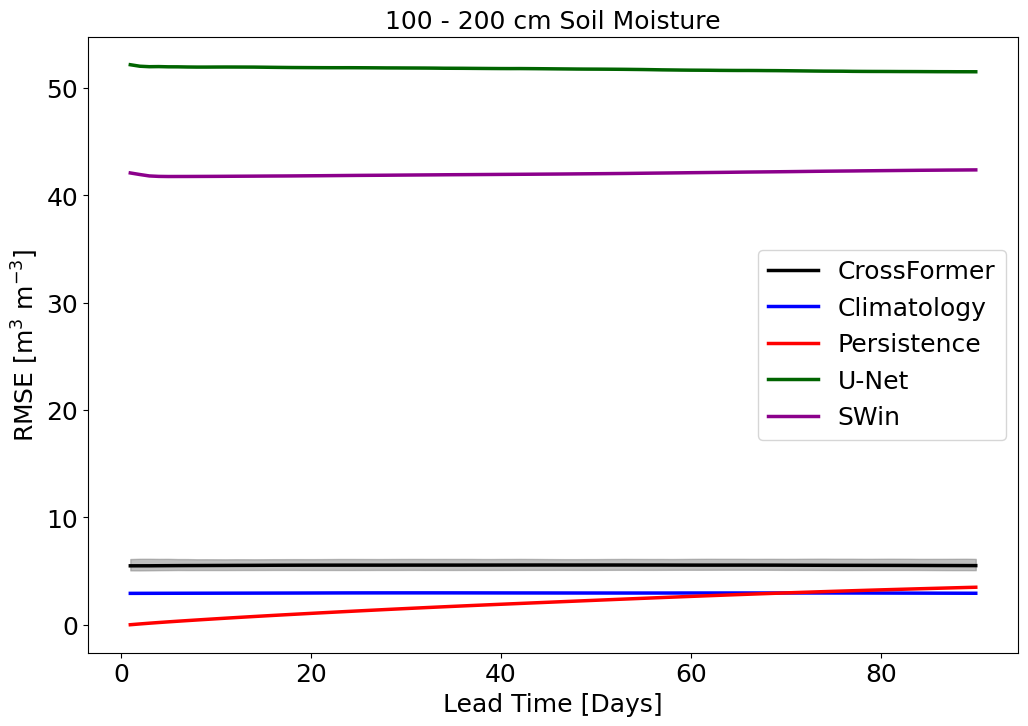 100 - 200 cm Soil Moisture
RMSE [m³ m⁻³]
50
40
30
20
10
0
CrossFormer
Climatology
Persistence
U-Net
SWin
0 20 40 60 80
Lead Time [Days]